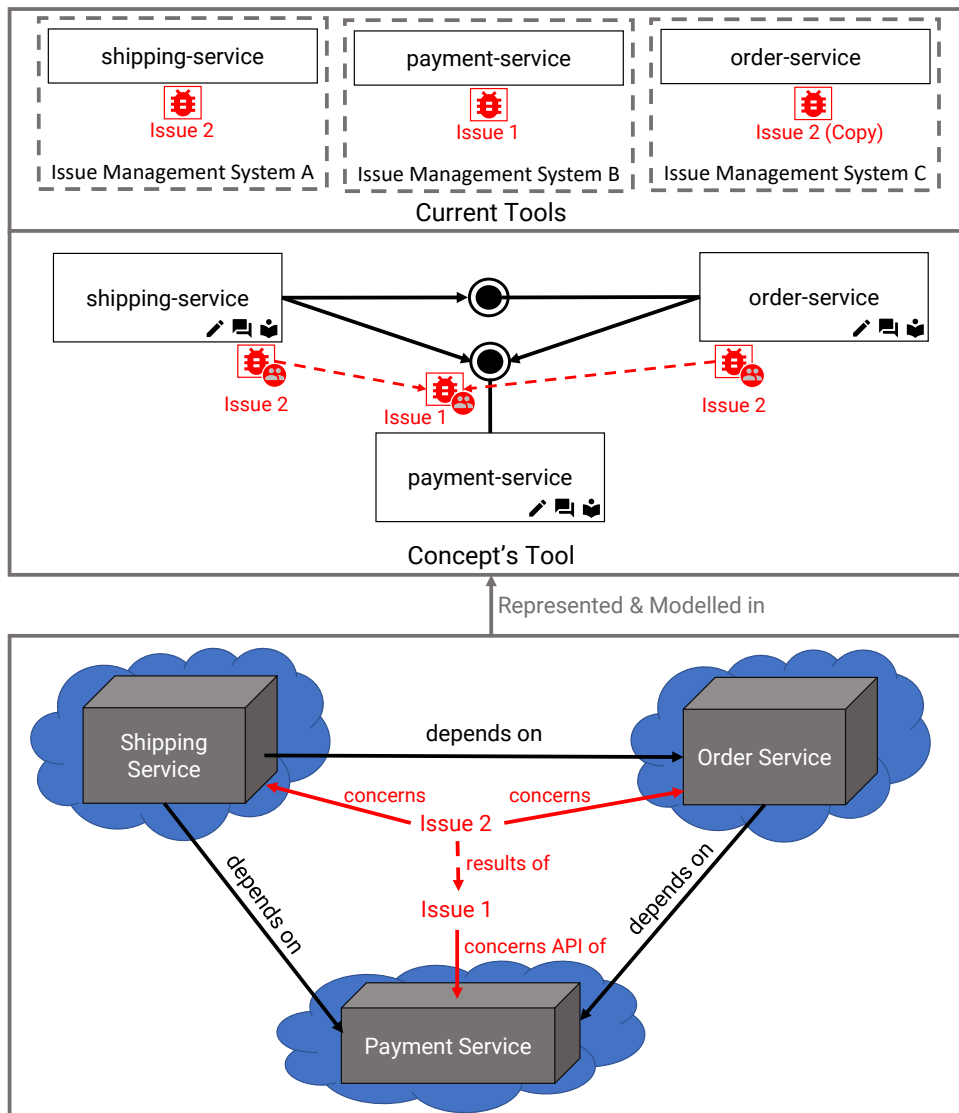 shipping-service
payment-service
order-service
Issue 2
Issue 1
Issue 2 (Copy)
Issue Management System A
Issue Management System B
Issue Management System C
Current Tools
shipping-service
order-service
Issue 2
Issue 1
Issue 2
payment-service
Concept's Tool
Represented & Modelled in
Shipping
Service
depends on
Order Service
concerns
concerns
Issue 2
results of
depends on
depends on
Issue 1
concerns API of
Payment Service